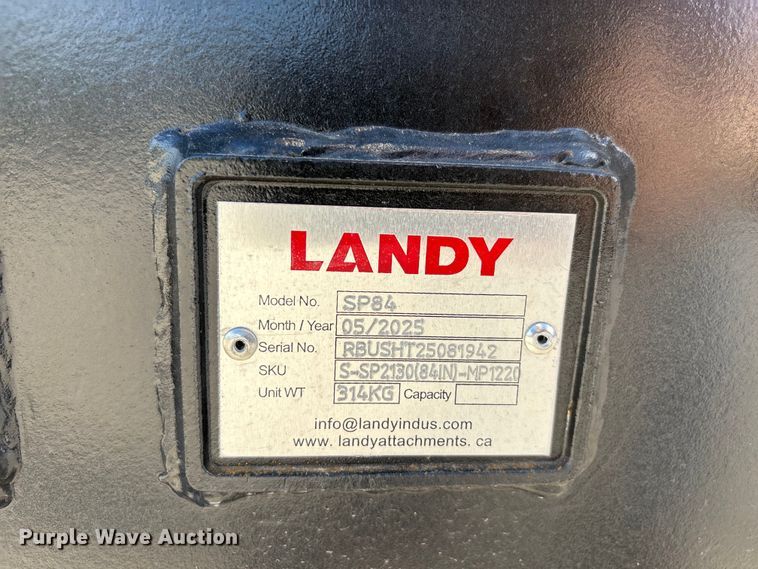 LANDY
Model No. SP84
Month / Year 05/2025
Serial No. RBUSHT25081942
SKU S-SP2130(84IN)-MP1220
Unit WT 314KG Capacity
info@landyindus.com
www. landyattachments. ca
Purple Wave Auction